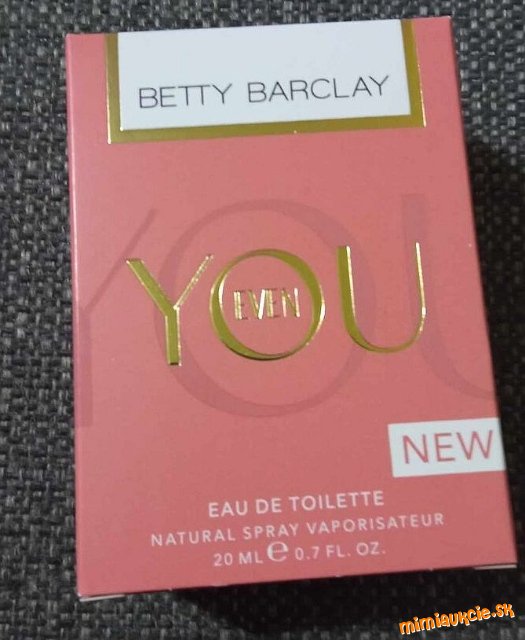 BETTY BARCLAY
YOU
EVEN
NEW
EAU DE TOILETTE
NATURAL SPRAY VAPORISATEUR
20 ML ℮ 0.7 FL. OZ.
mimiaukcie.sk